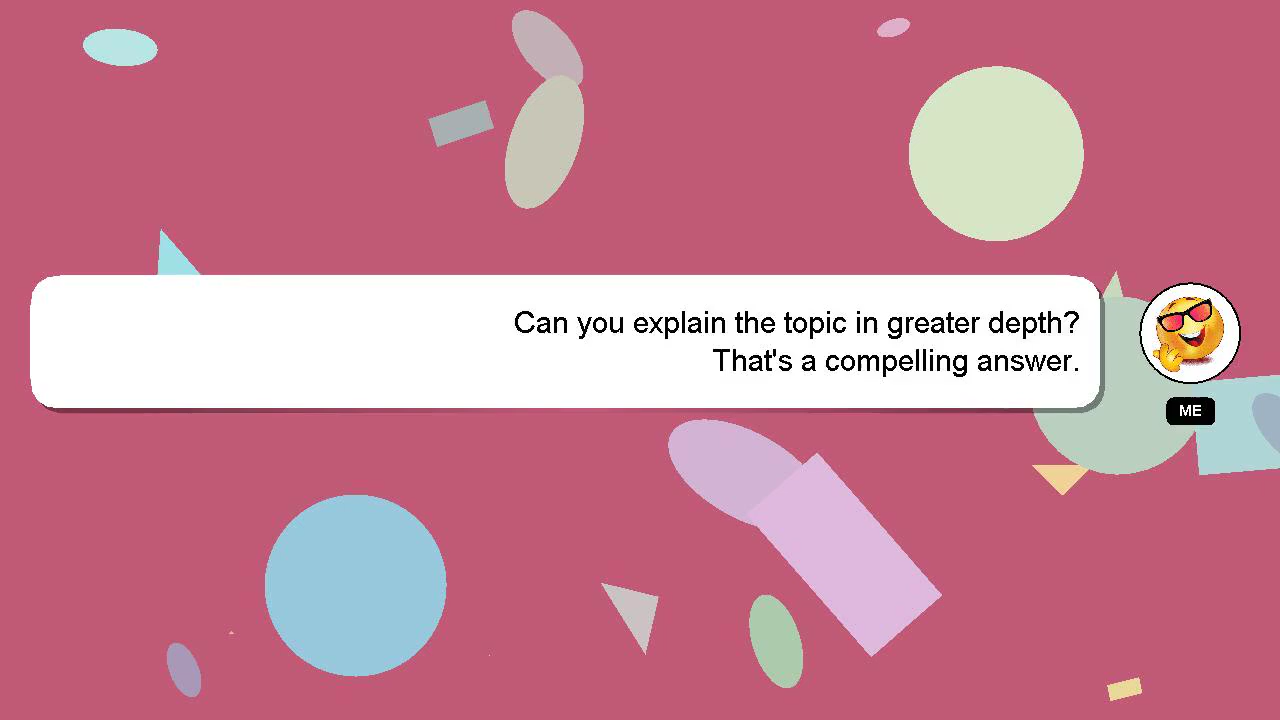 Can you explain the topic in greater depth?
That's a compelling answer.
ME